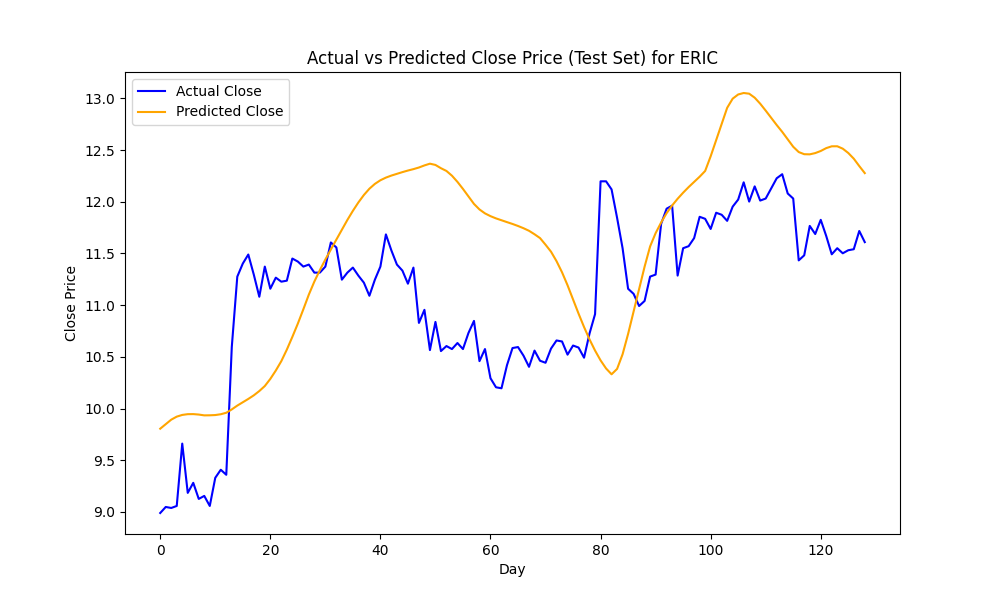 Actual vs Predicted Close Price (Test Set) for ERIC
Actual Close
Predicted Close
Close Price
13.0
12.5
12.0
11.5
11.0
10.5
10.0
9.5
9.0
0 20 40 60 80 100 120
Day